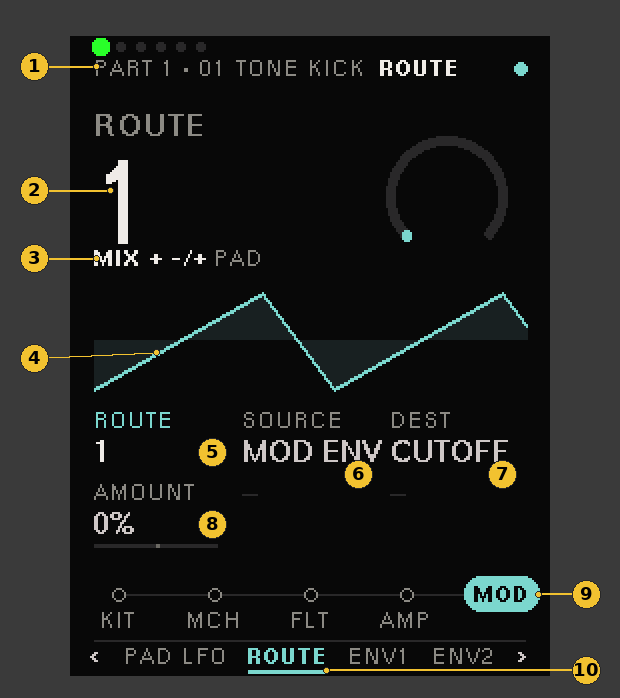 1 PART 1 · 01 TONE KICK ROUTE
ROUTE
2 1
3 MIX + -/+ PAD
4
ROUTE SOURCE DEST
1 5 MOD ENV CUTOFF
6 7
AMOUNT — —
0% 8
MOD 9
KIT MCH FLT AMP
< PAD LFO ROUTE ENV1 ENV2 >
10